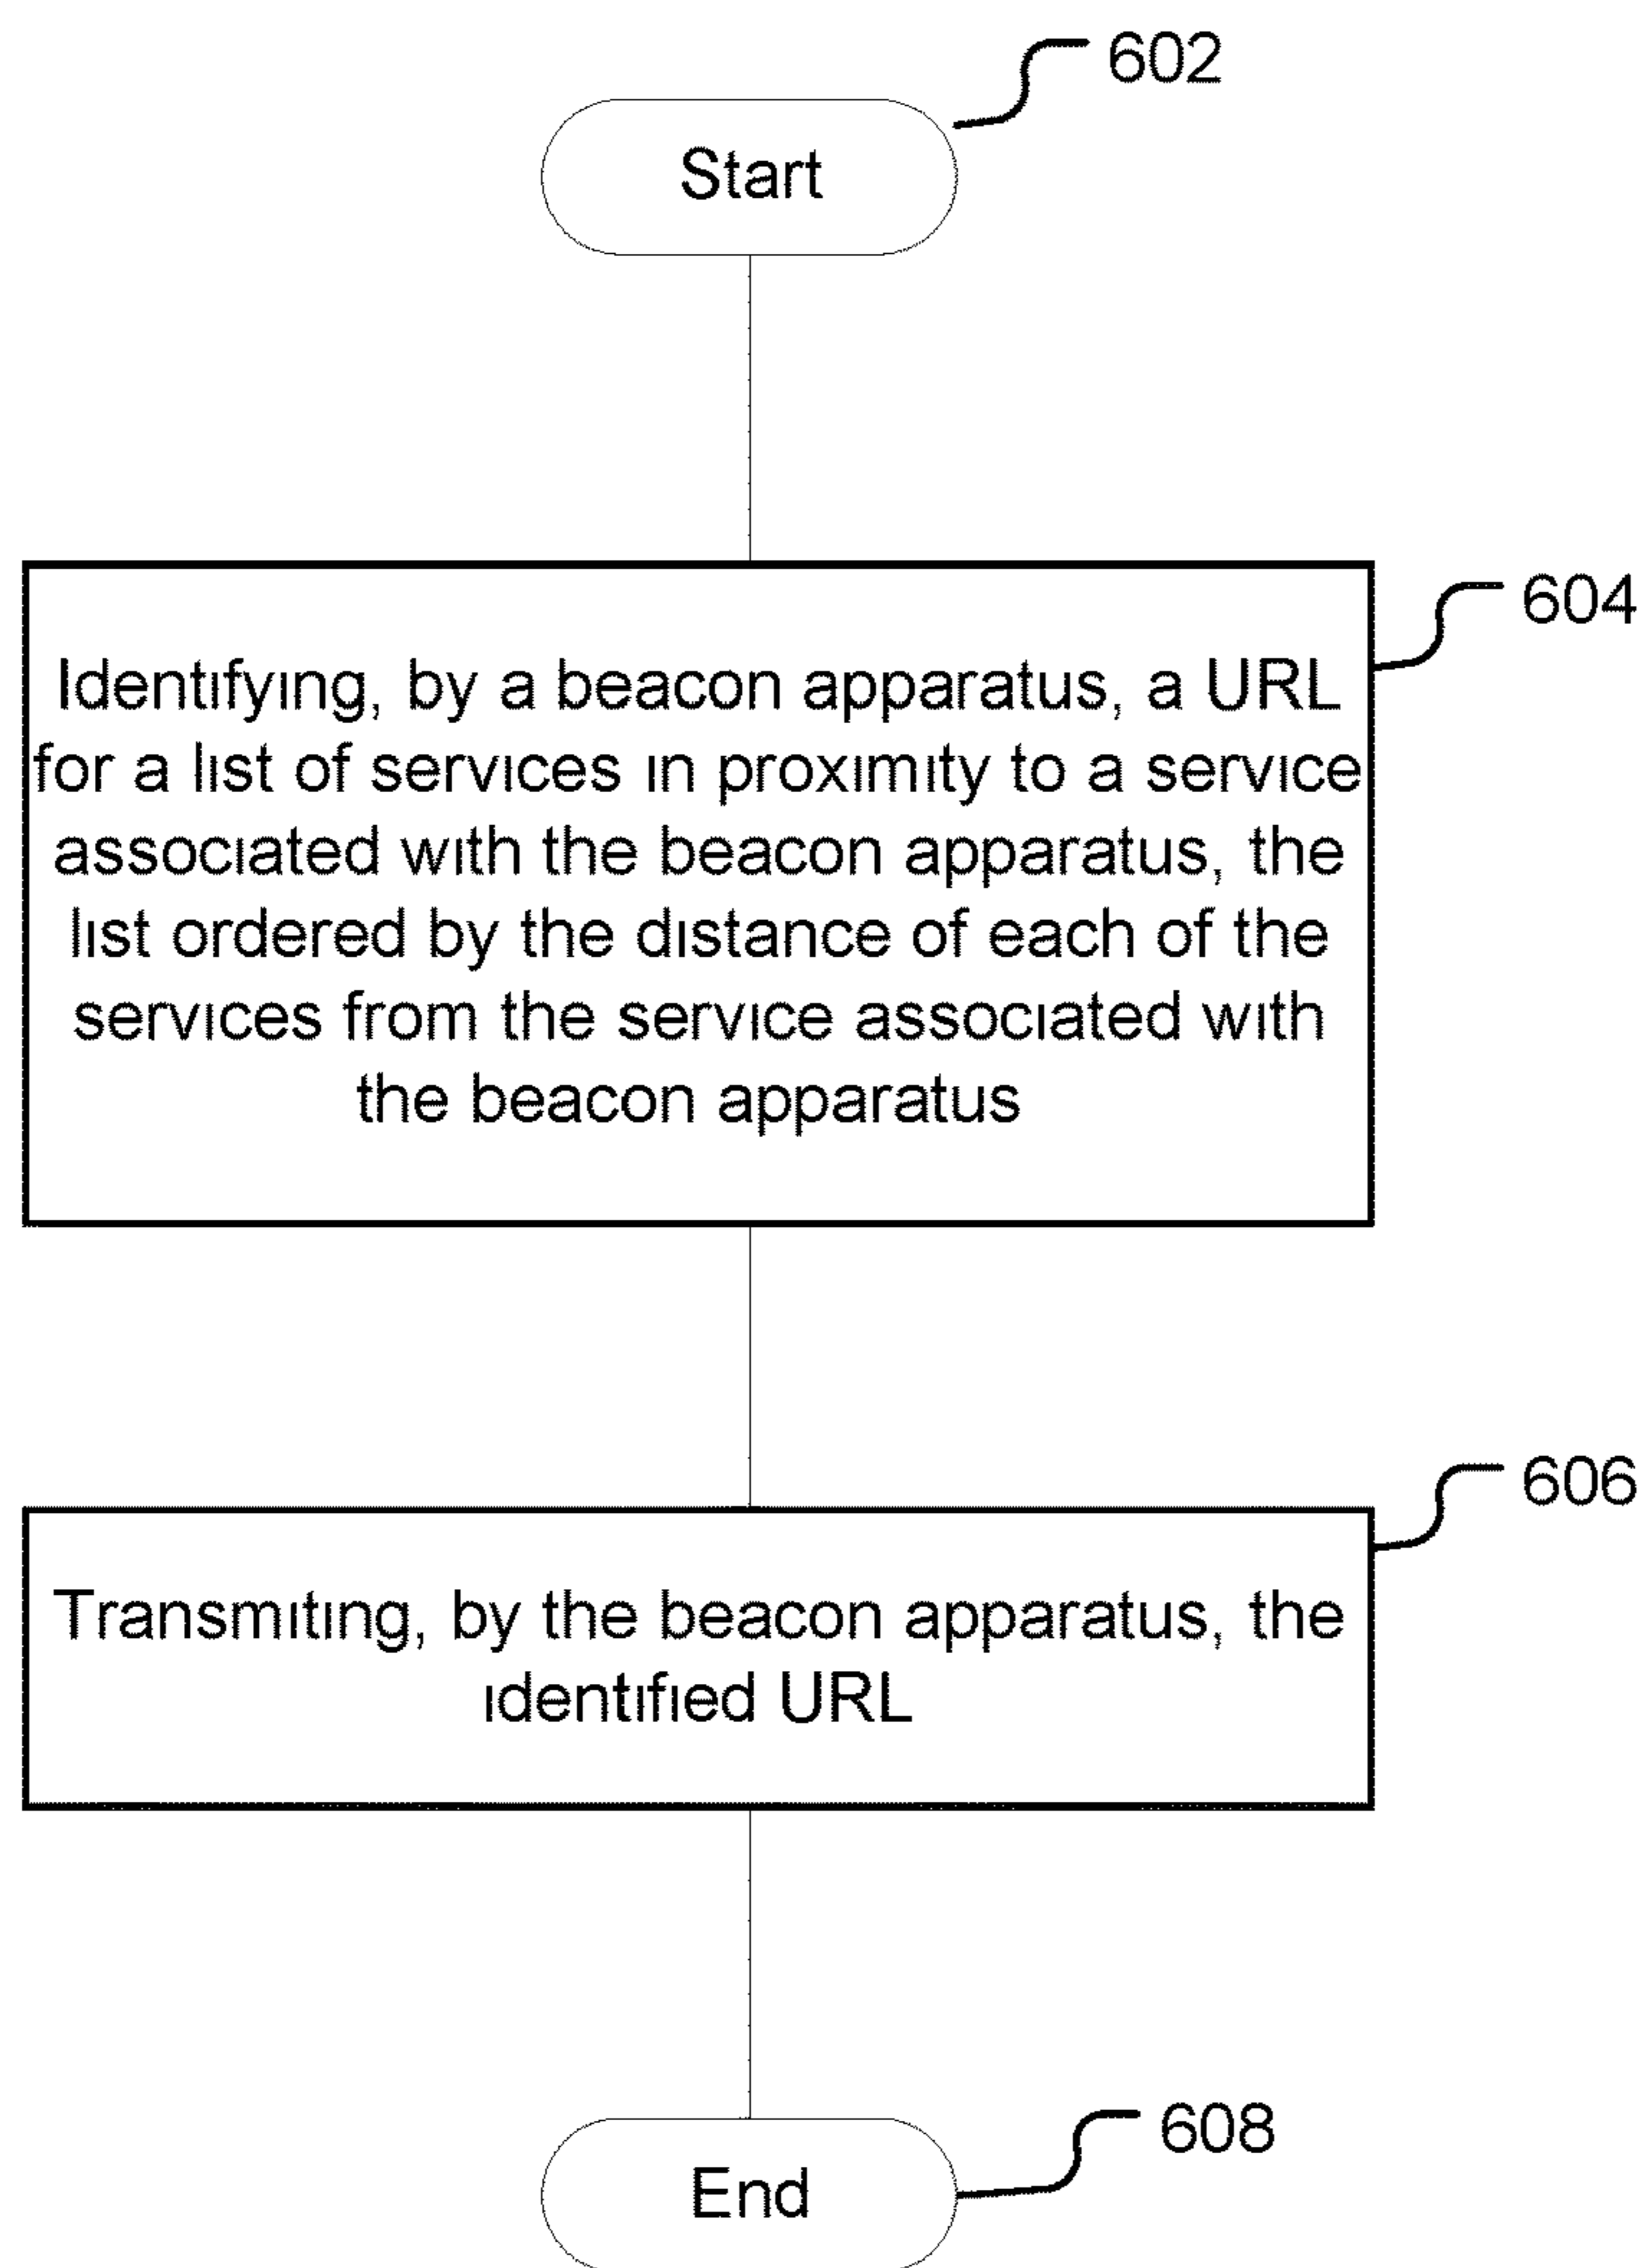 602
Start
604
Identifying, by a beacon apparatus, a URL
for a list of services in proximity to a service
associated with the beacon apparatus, the
list ordered by the distance of each of the
services from the service associated with
the beacon apparatus
606
Transmiting, by the beacon apparatus, the
identified URL
608
End